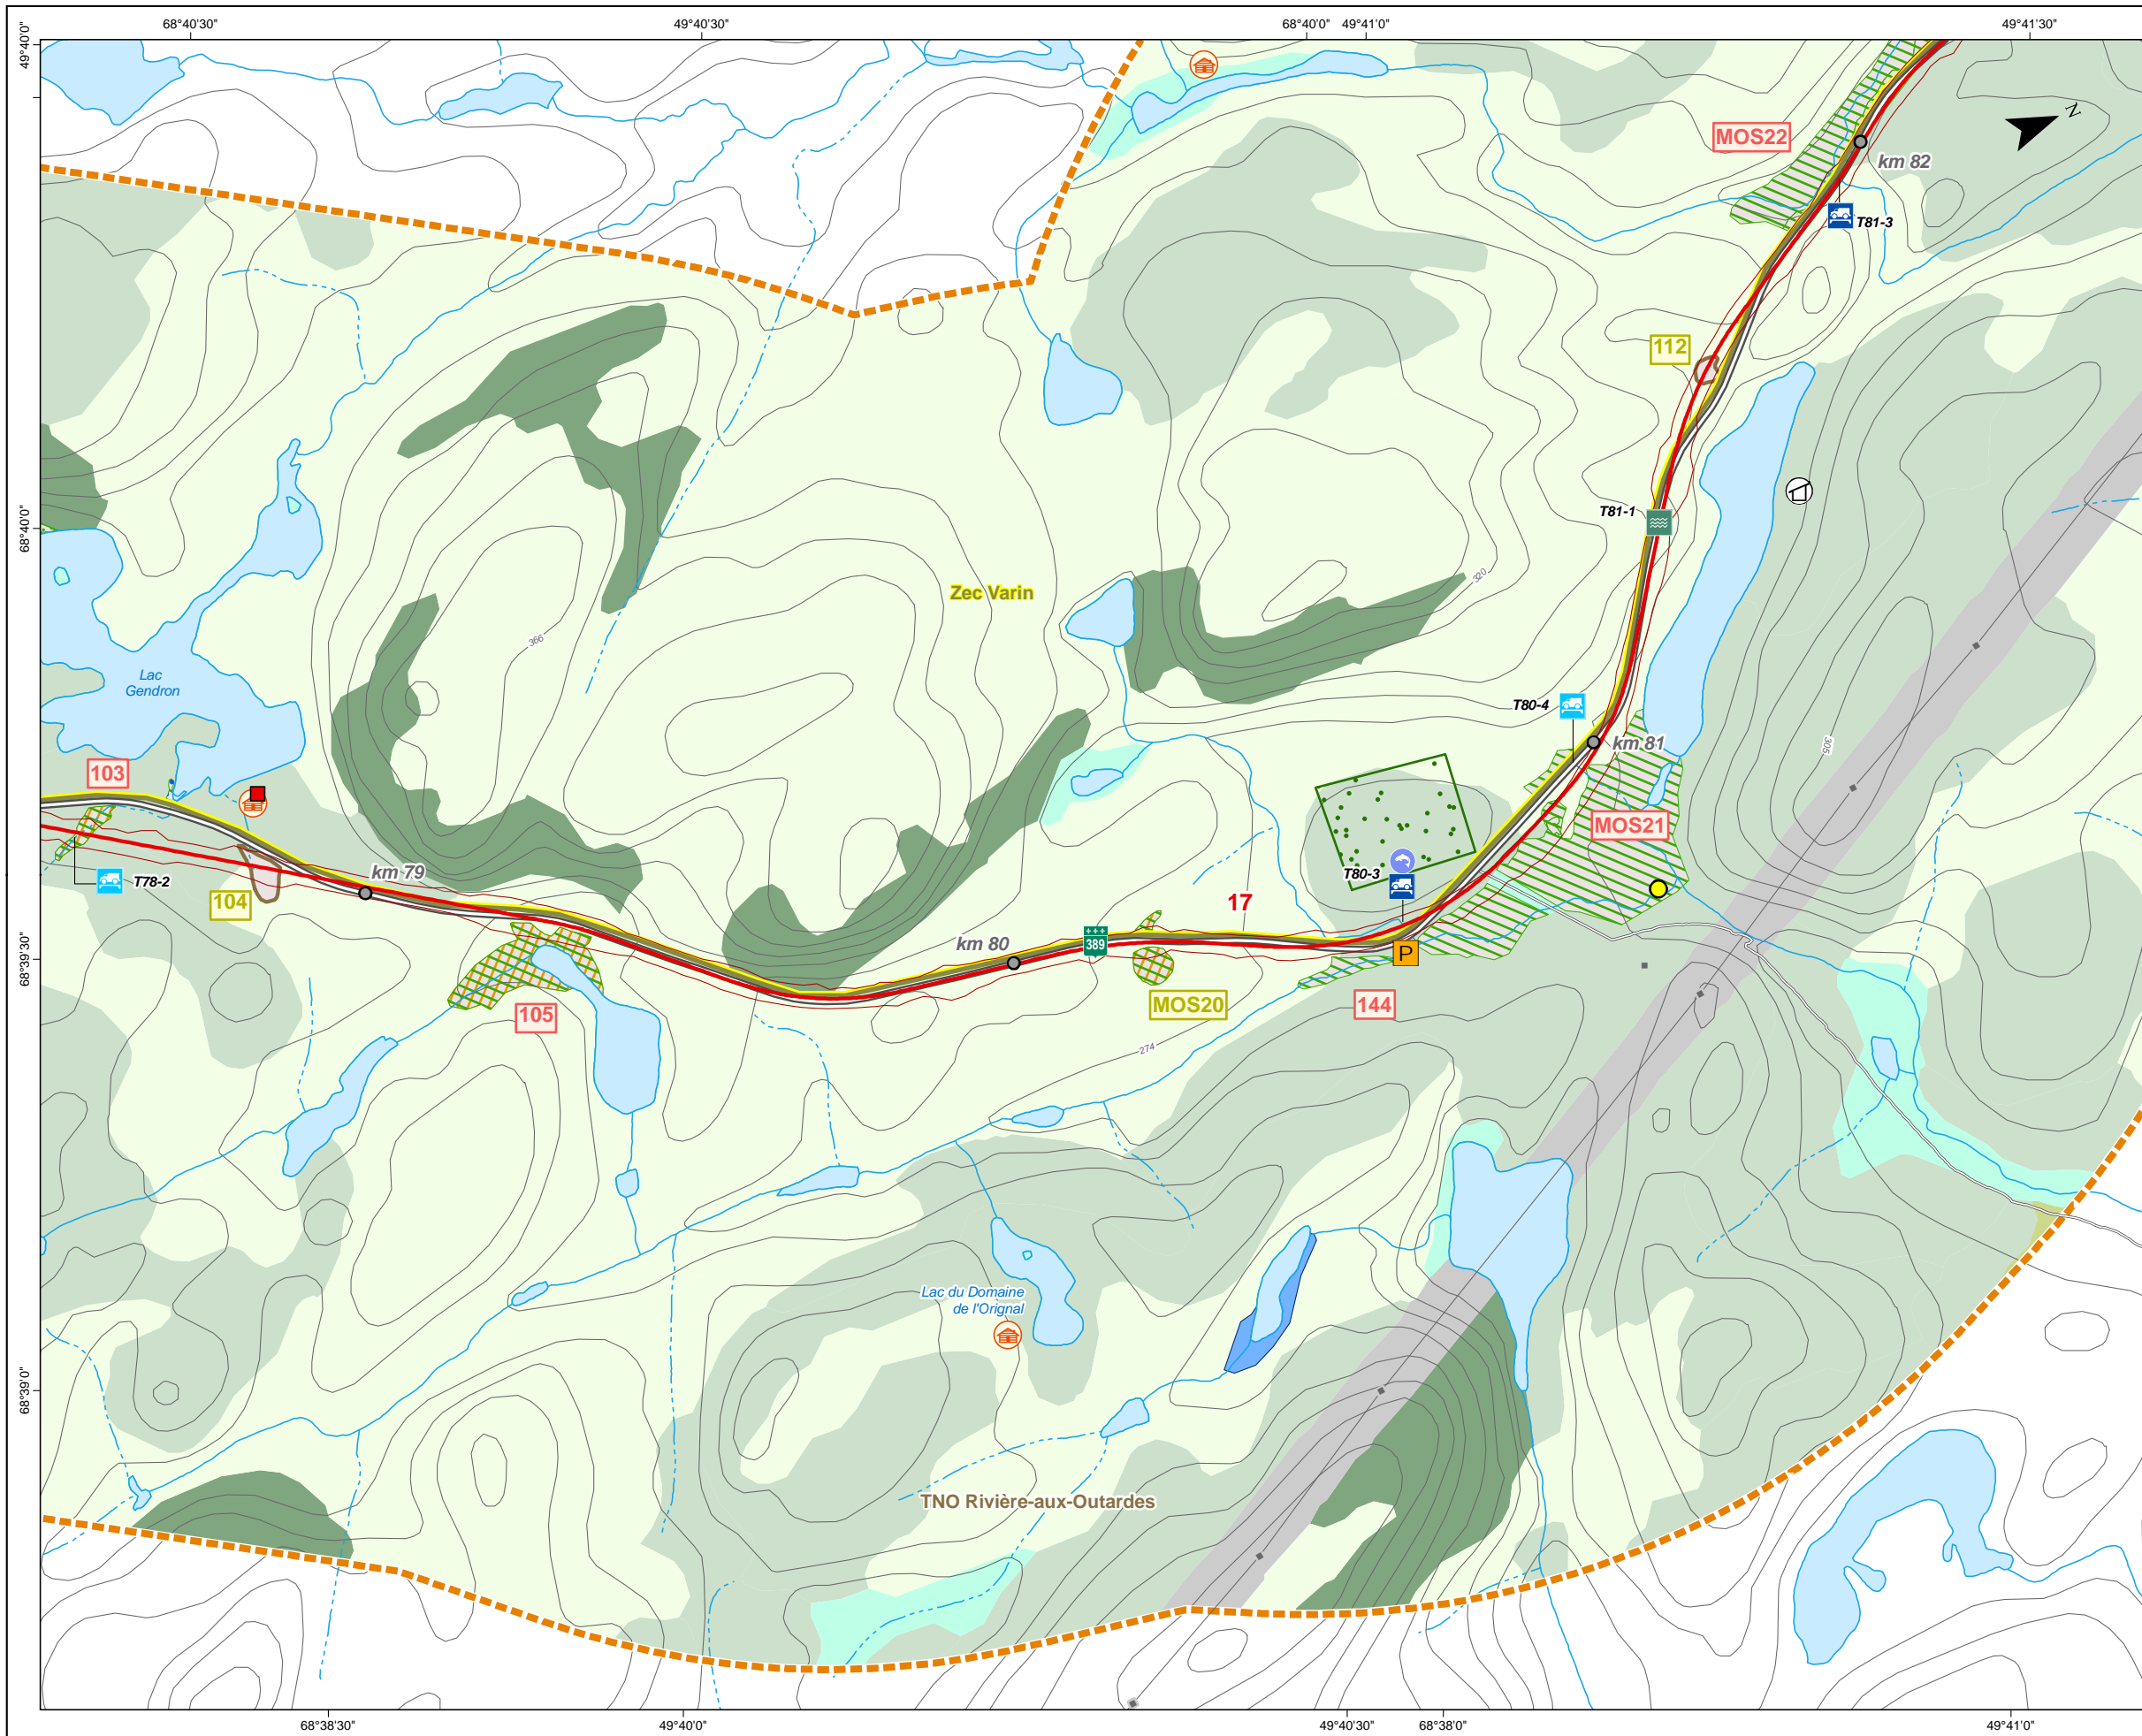 68°40'30"
49°40'30"
68°40'0"
49°41'0"
49°41'30"
49°40'0"
N
MOS22
km 82
T81-3
112
T81-1
68°40'0"
320
Zec Varin
366
Lac
Gendron
T80-4
km 81
305
103
MOS21
T78-2
104
km 79
T80-3
17
km 80
389
P
68°39'30"
MOS20
144
105
274
Lac du Domaine
de l'Orignal
68°39'0"
TNO Rivière-aux-Outardes
68°38'30"
49°40'0"
49°40'30"
68°38'0"
49°41'0"